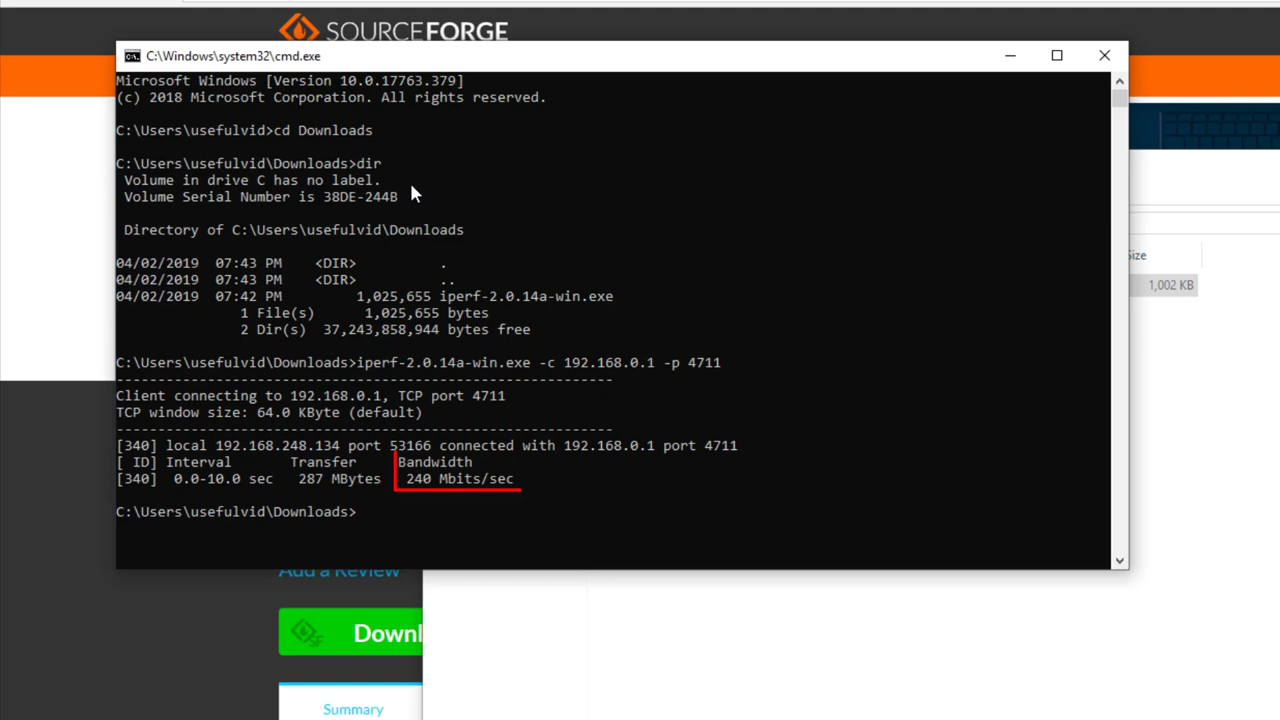 SOURCEFORGE
C:\Windows\system32\cmd.exe
Microsoft Windows [Version 10.0.17763.379]
(c) 2018 Microsoft Corporation. All rights reserved.
C:\Users\usefulvid>cd Downloads
C:\Users\usefulvid\Downloads>dir
Volume in drive C has no label.
Volume Serial Number is 38DE-244B
Directory of C:\Users\usefulvid\Downloads
04/02/2019  07:43 PM    <DIR>          .
04/02/2019  07:43 PM    <DIR>          ..
04/02/2019  07:42 PM         1,025,655 iperf-2.0.14a-win.exe
1 File(s)      1,025,655 bytes
2 Dir(s)  37,243,858,944 bytes free
C:\Users\usefulvid\Downloads>iperf-2.0.14a-win.exe -c 192.168.0.1 -p 4711
------------------------------------------------------------
Client connecting to 192.168.0.1, TCP port 4711
TCP window size: 64.0 KByte (default)
------------------------------------------------------------
[340] local 192.168.248.134 port 53166 connected with 192.168.0.1 port 4711
[ ID] Interval       Transfer     Bandwidth
[340]  0.0-10.0 sec   287 MBytes   240 Mbits/sec
C:\Users\usefulvid\Downloads>
Size
1,002 KB
Add a Review
SF
Downl
Summary